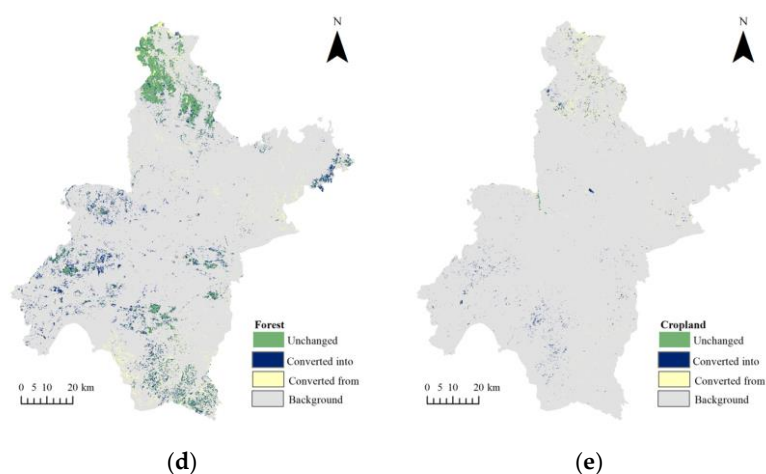 N
Forest
Unchanged
Converted into
Converted from
Background
0 5 10 20 km
(d)
N
Cropland
Unchanged
Converted into
Converted from
Background
0 5 10 20 km
(e)